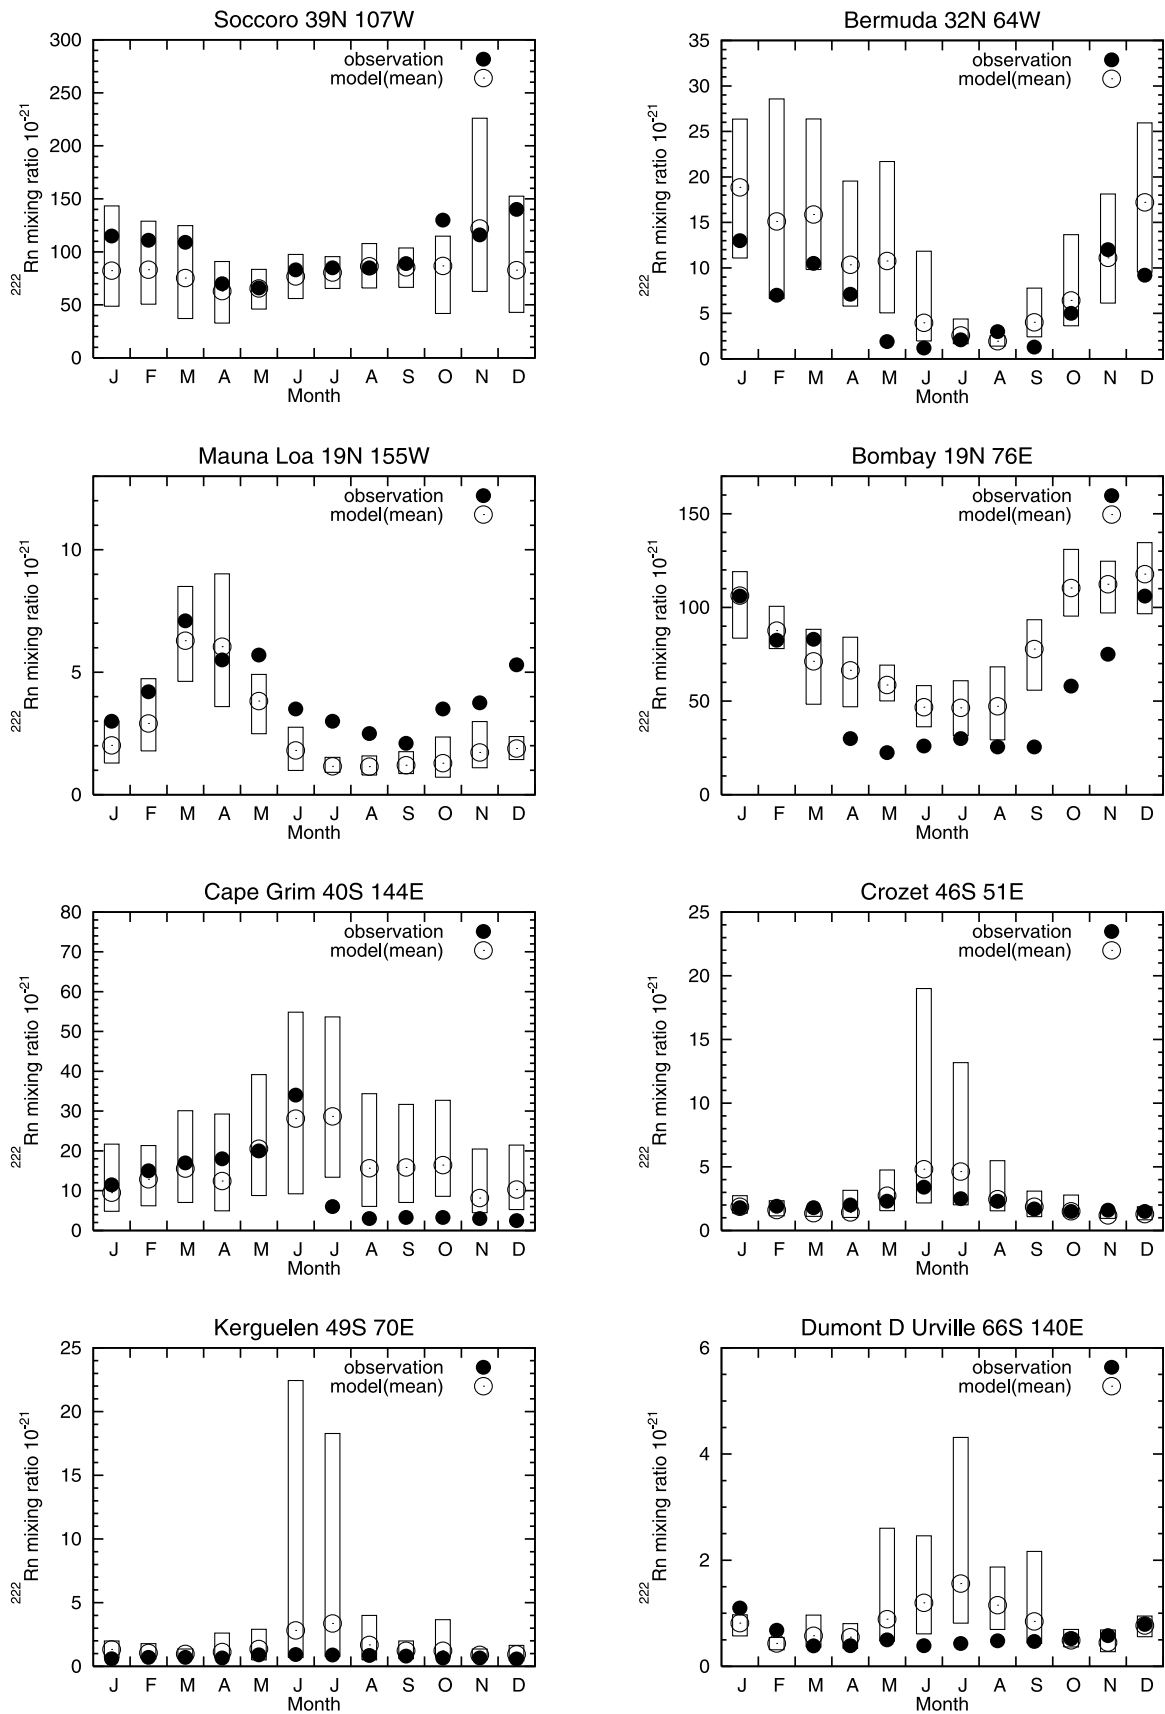 Soccoro 39N 107W
300
250
200
150
100
50
0
222Rn mixing ratio 10-21
observation
model(mean)
J F M A M J J A S O N D
Month
Bermuda 32N 64W
35
30
25
20
15
10
5
0
222Rn mixing ratio 10-21
observation
model(mean)
J F M A M J J A S O N D
Month
Mauna Loa 19N 155W
10
5
0
222Rn mixing ratio 10-21
observation
model(mean)
J F M A M J J A S O N D
Month
Bombay 19N 76E
150
100
50
0
222Rn mixing ratio 10-21
observation
model(mean)
J F M A M J J A S O N D
Month
Cape Grim 40S 144E
80
70
60
50
40
30
20
10
0
222Rn mixing ratio 10-21
observation
model(mean)
J F M A M J J A S O N D
Month
Crozet 46S 51E
25
20
15
10
5
0
222Rn mixing ratio 10-21
observation
model(mean)
J F M A M J J A S O N D
Month
Kerguelen 49S 70E
25
20
15
10
5
0
222Rn mixing ratio 10-21
observation
model(mean)
J F M A M J J A S O N D
Month
Dumont D Urville 66S 140E
6
4
2
0
222Rn mixing ratio 10-21
observation
model(mean)
J F M A M J J A S O N D
Month